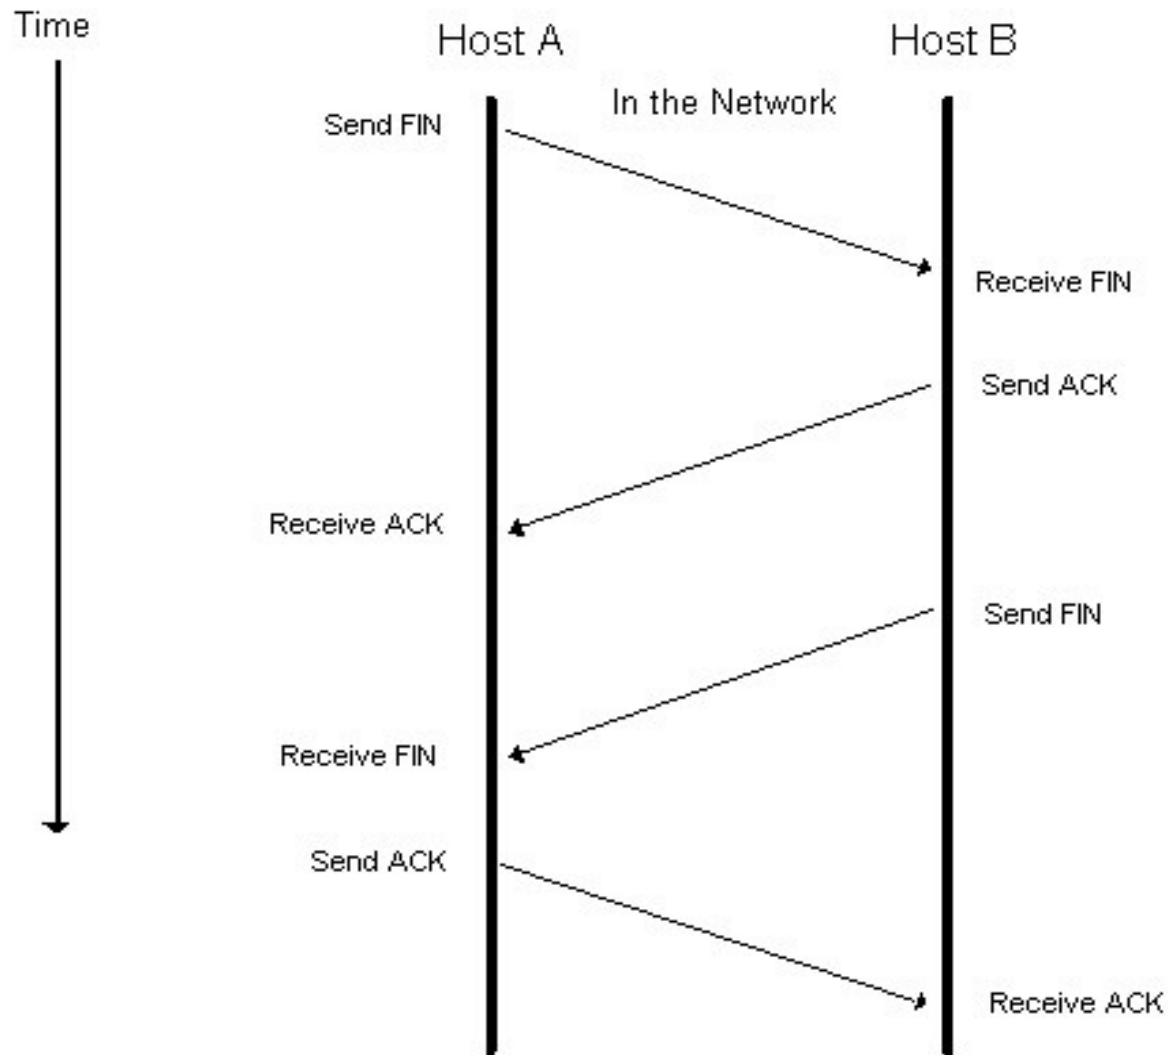 Time
Host A
Host B
In the Network
Send FIN
Receive FIN
Send ACK
Receive ACK
Send FIN
Receive FIN
Send ACK
Receive ACK